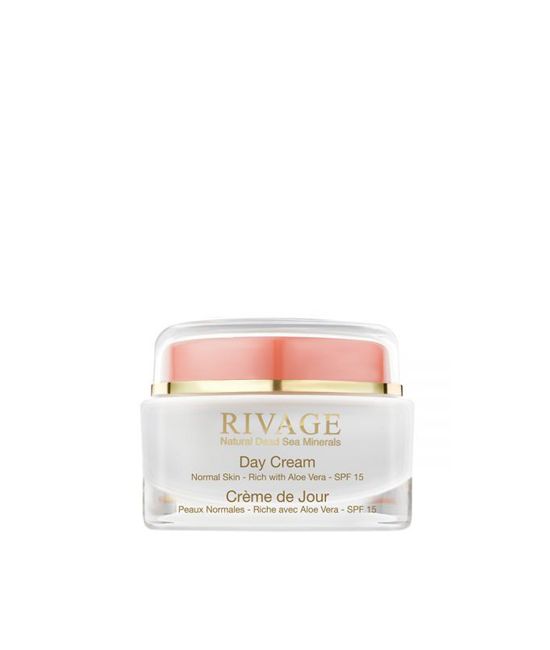 RIVAGE
Natural Dead Sea Minerals
Day Cream
Normal Skin - Rich with Aloe Vera - SPF 15
Crème de Jour
Peaux Normales - Riche avec Aloe Vera - SPF 15